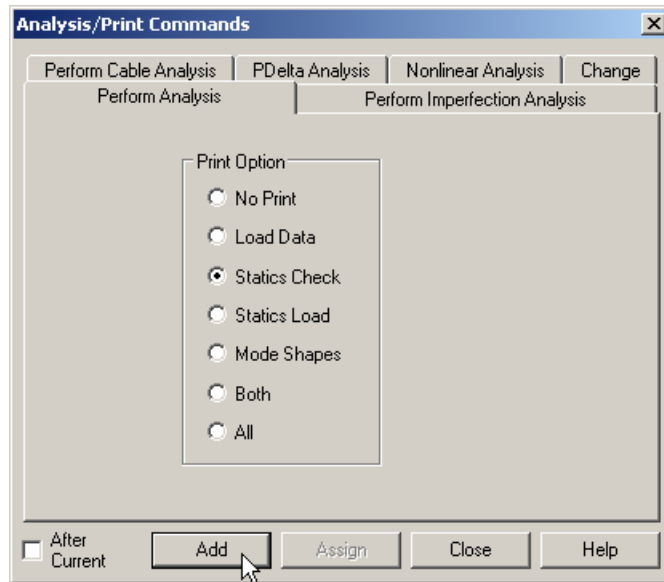 Analysis/Print Commands
Perform Cable Analysis
PDelta Analysis
Nonlinear Analysis
Change
Perform Analysis
Perform Imperfection Analysis
Print Option
No Print
Load Data
Statics Check
Statics Load
Mode Shapes
Both
All
After
Current
Add
Assign
Close
Help